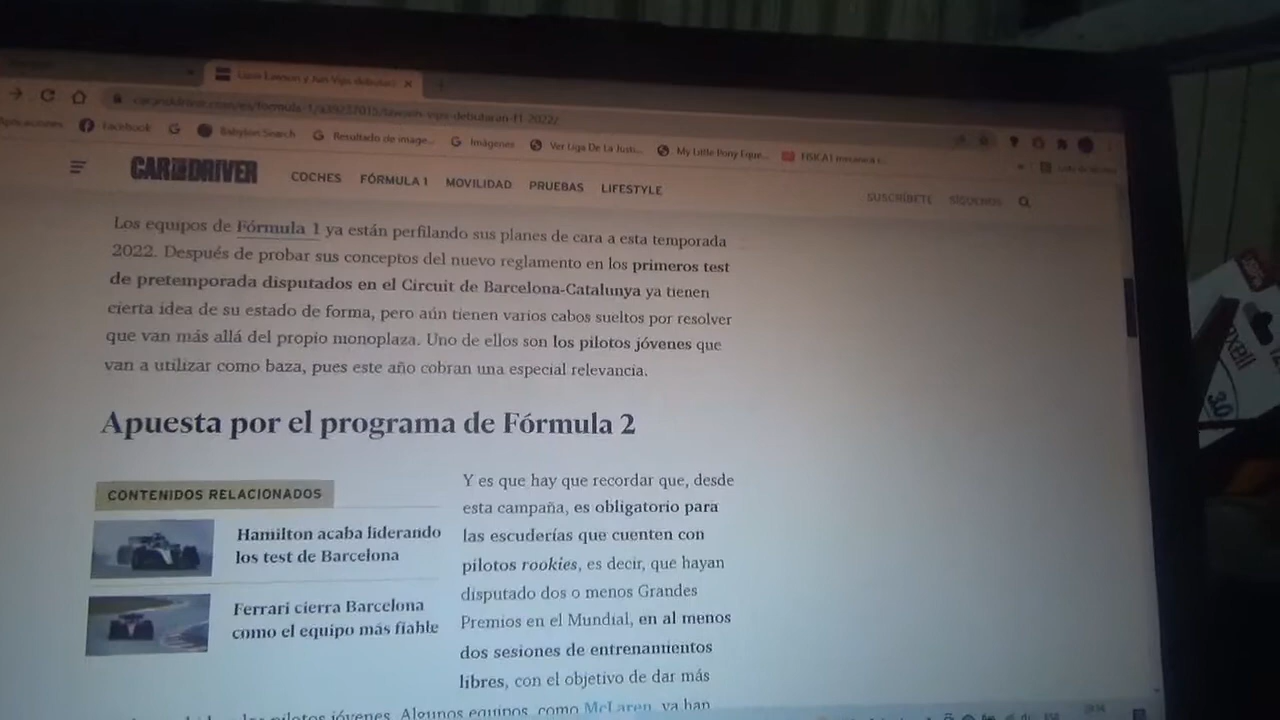 caranddriver.com/es/formula-1/a39227015/lawson-vips-debutaran-f1-2022/
Aplicaciones Facebook Babylon Search Resultado de image... Imágenes Ver Liga De La Justi... My Little Pony Eque...
CAR AND DRIVER COCHES FÓRMULA 1 MOVILIDAD PRUEBAS LIFESTYLE SUSCRÍBETE SÍGUENOS
Los equipos de Fórmula 1 ya están perfilando sus planes de cara a esta temporada
2022. Después de probar sus conceptos del nuevo reglamento en los primeros test
de pretemporada disputados en el Circuit de Barcelona-Catalunya ya tienen
cierta idea de su estado de forma, pero aún tienen varios cabos sueltos por resolver
que van más allá del propio monoplaza. Uno de ellos son los pilotos jóvenes que
van a utilizar como baza, pues este año cobran una especial relevancia.
Apuesta por el programa de Fórmula 2
CONTENIDOS RELACIONADOS
Hamilton acaba liderando
los test de Barcelona
Ferrari cierra Barcelona
como el equipo más fiable
Y es que hay que recordar que, desde
esta campaña, es obligatorio para
las escuderías que cuenten con
pilotos rookies, es decir, que hayan
disputado dos o menos Grandes
Premios en el Mundial, en al menos
dos sesiones de entrenamientos
libres, con el objetivo de dar más
pilotos jóvenes. Algunos equipos, como McLaren, ya han
maxell
3.0